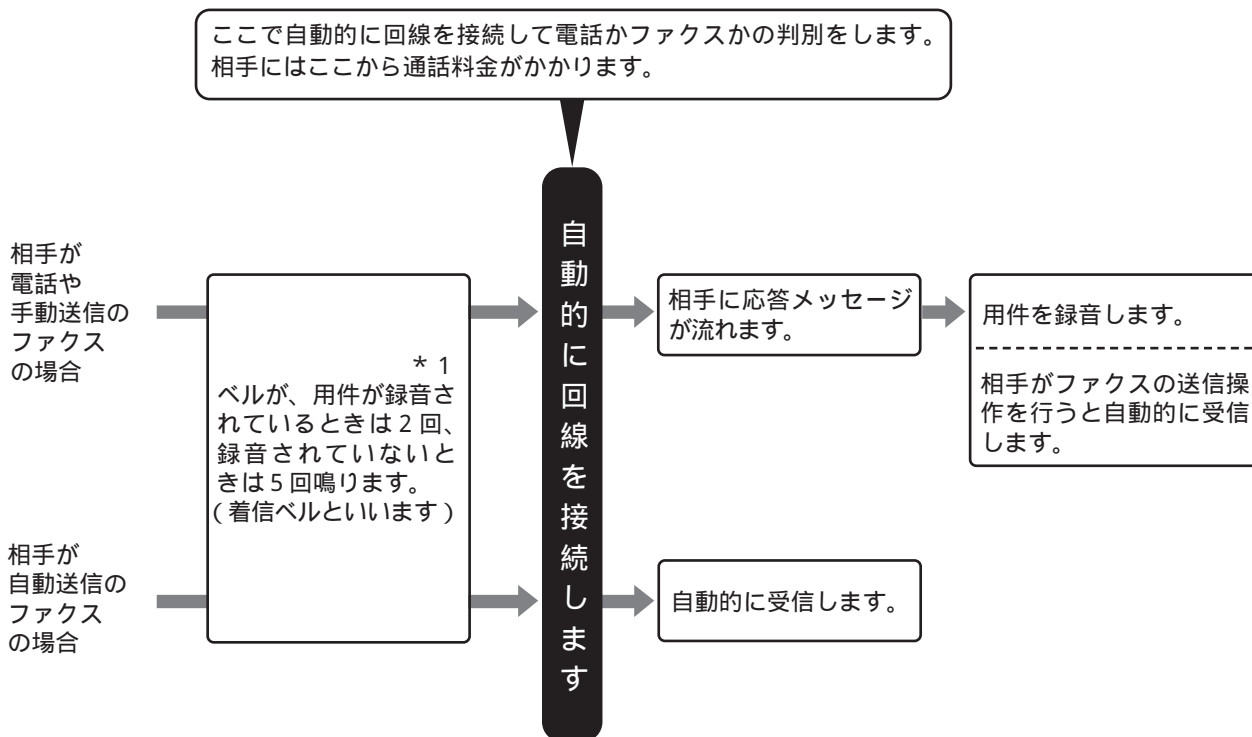 ここで自動的に回線を接続して電話かファクスかの判別をします。
相手にはここから通話料金がかかります。
相手が
電話や
手動送信の
ファクス
の場合
＊1
ベルが、用件が録音さ
れているときは2回、
録音されていないと
きは5回鳴ります。
(着信ベルといいます)
自動的に回線を接続します
相手に応答メッセージ
が流れます。
用件を録音します。
相手がファクスの送信操
作を行うと自動的に受信
します。
相手が
自動送信の
ファクス
の場合
自動的に受信します。